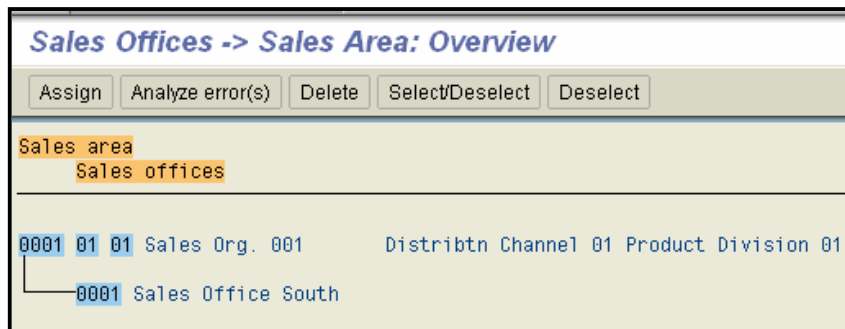 Sales Offices -> Sales Area: Overview
Assign Analyze error(s) Delete Select/Deselect Deselect
Sales area
Sales offices
0001 01 01 Sales Org. 001 Distribtn Channel 01 Product Division 01
0001 Sales Office South